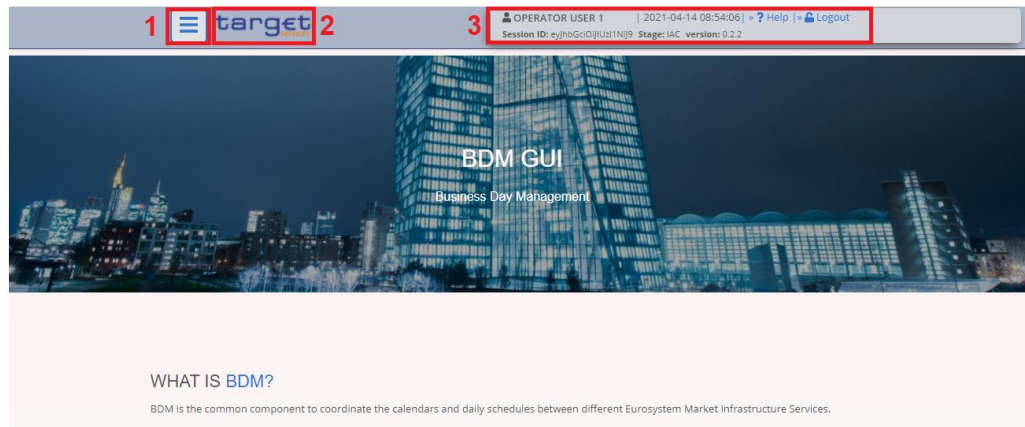 1
target
services
2
3
OPERATOR USER 1 | 2021-04-14 08:54:06| » ? Help |» Logout
Session ID: eyJhbGciOiJIUzI1NiJ9 Stage: IAC version: 0.2.2
BDM GUI
Business Day Management
WHAT IS BDM?
BDM is the common component to coordinate the calendars and daily schedules between different Eurosystem Market Infrastructure Services.